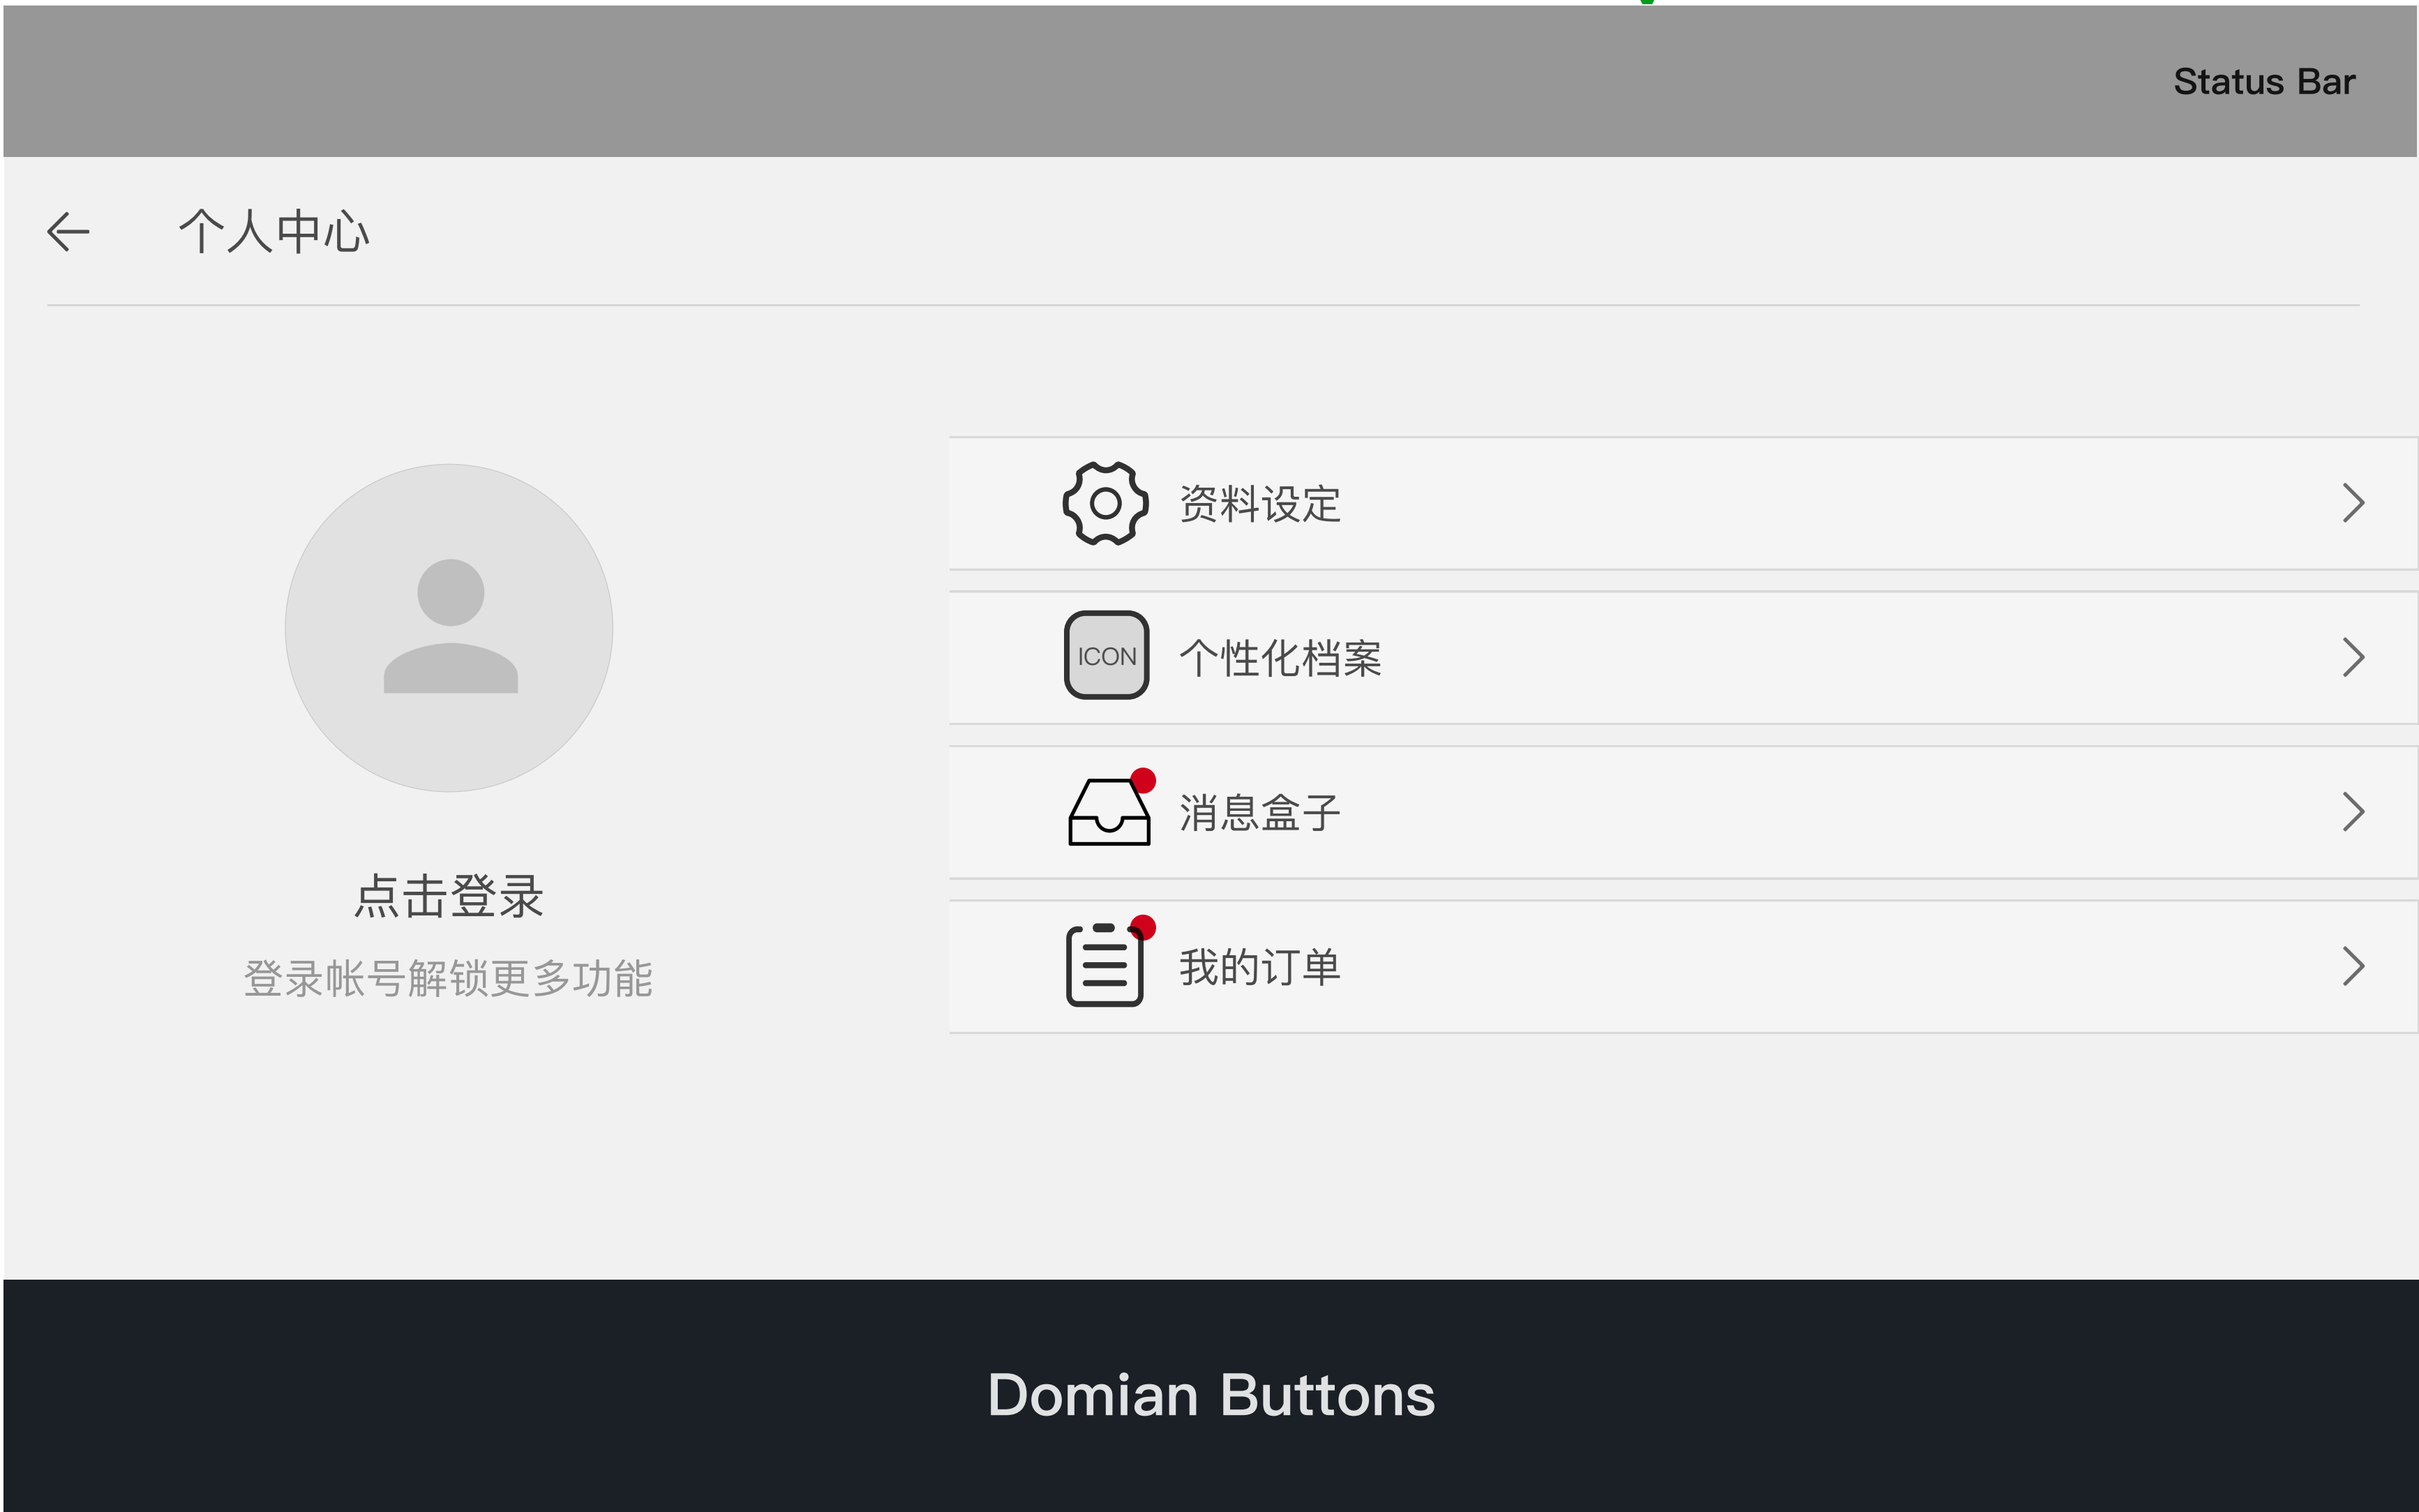 Status Bar
个人中心
资料设定
ICON
个性化档案
消息盒子
我的订单
点击登录
登录帐号解锁更多功能
Domian Buttons